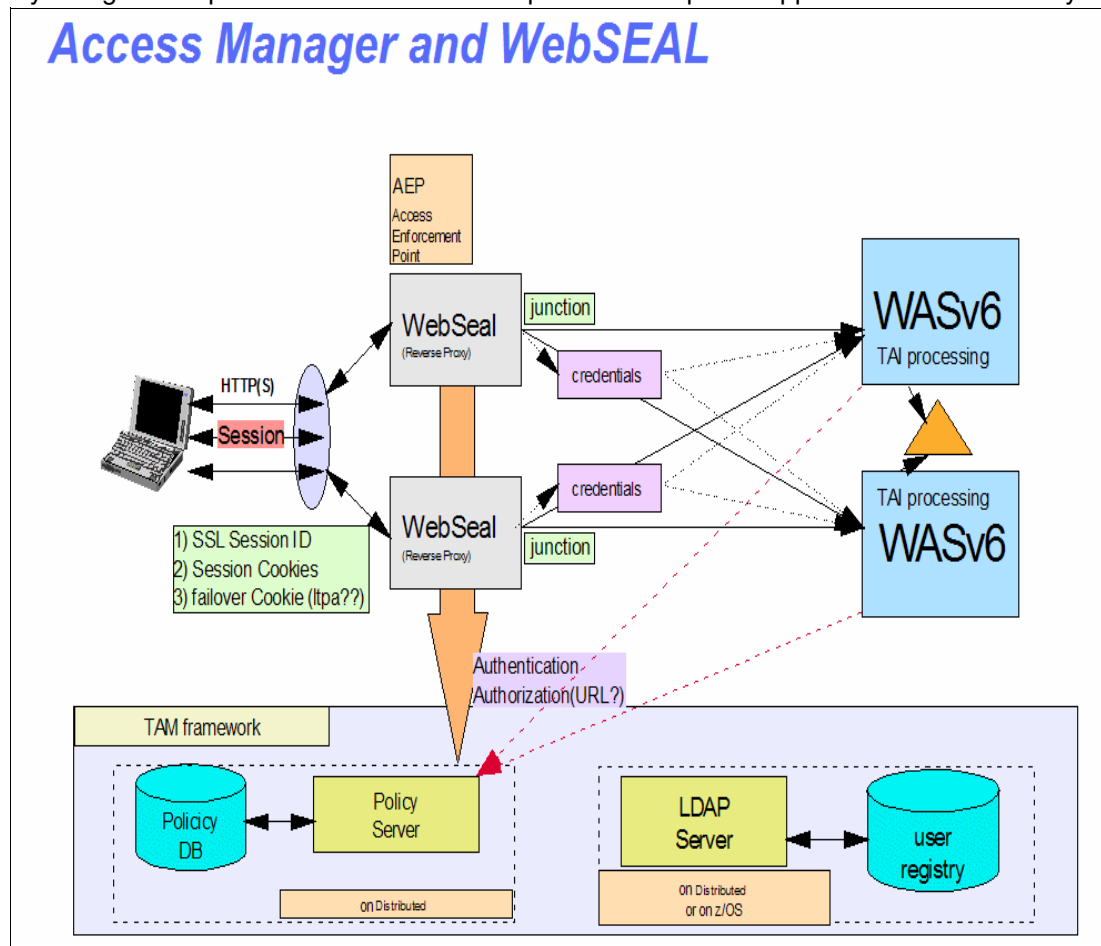 Access Manager and WebSEAL
AEP
Access
Enforcement
Point
WebSeal
(Reverse Proxy)
junction
credentials
WASv6
TAI processing
HTTP(S)
Session
credentials
WebSeal
(Reverse Proxy)
junction
TAI processing
WASv6
1) SSL Session ID
2) Session Cookies
3) failover Cookie (ltpa??)
Authentication
Authorization(URL?)
TAM framework
Policicy
DB
Policy
Server
on Distributed
LDAP
Server
user
registry
on Distributed
or on z/OS